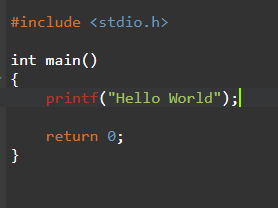 #include <stdio.h>
int main()
{
    printf("Hello World");
    return 0;
}